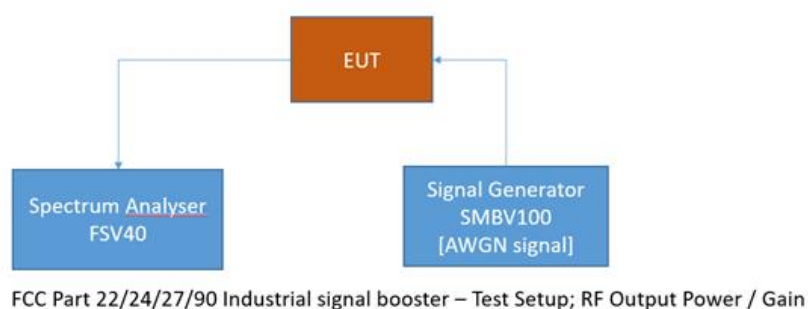 EUT
Spectrum Analyser
FSV40
Signal Generator
SMBV100
[AWGN signal]
FCC Part 22/24/27/90 Industrial signal booster – Test Setup; RF Output Power / Gain